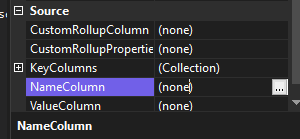 Source
CustomRollupColumn (none)
CustomRollupPropertie (none)
KeyColumns (Collection)
NameColumn (none) ...
ValueColumn (none)
NameColumn